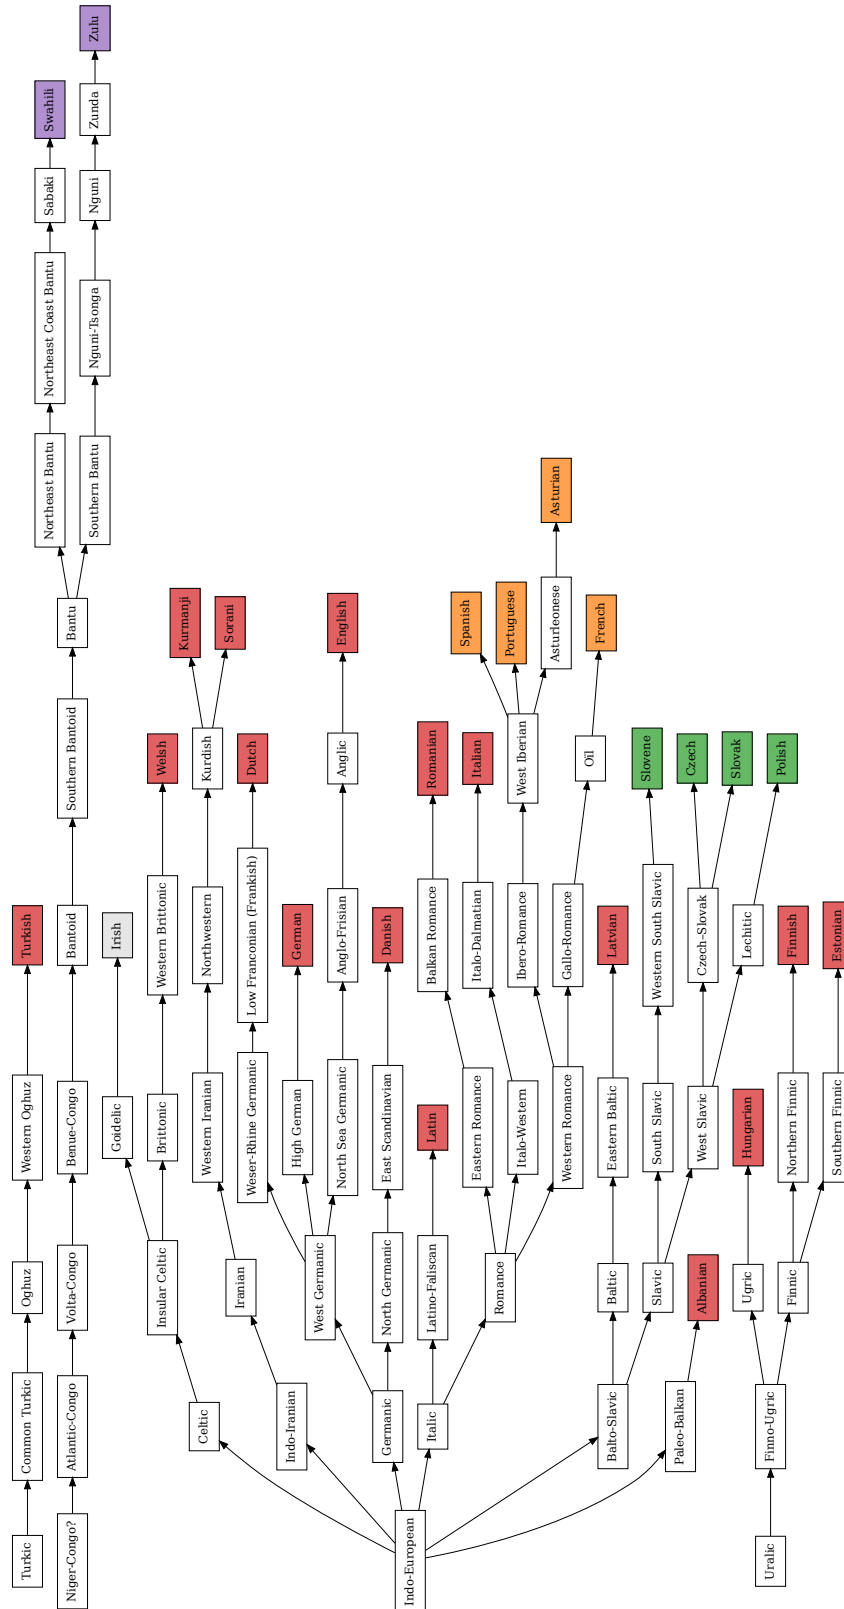 Turkic
Common Turkic
Oghuz
Western Oghuz
Turkish
Niger-Congo?
Atlantic-Congo
Volta-Congo
Benue-Congo
Bantoid
Southern Bantoid
Bantu
Northeast Bantu
Northeast Coast Bantu
Sabaki
Swahili
Southern Bantu
Nguni-Tsonga
Nguni
Zunda
Zulu
Indo-European
Celtic
Insular Celtic
Goidelic
Irish
Brittonic
Western Brittonic
Welsh
Indo-Iranian
Iranian
Western Iranian
Northwestern
Kurdish
Kurmanji
Sorani
Germanic
West Germanic
Weser-Rhine Germanic
Low Franconian (Frankish)
Dutch
High German
German
North Sea Germanic
Anglo-Frisian
Anglic
English
North Germanic
East Scandinavian
Danish
Italic
Latino-Faliscan
Latin
Romance
Eastern Romance
Balkan Romance
Romanian
Italo-Western
Italo-Dalmatian
Italian
Western Romance
Ibero-Romance
West Iberian
Spanish
Portuguese
Asturleonese
Asturian
Gallo-Romance
Oïl
French
Balto-Slavic
Baltic
Eastern Baltic
Latvian
Slavic
South Slavic
Western South Slavic
Slovene
West Slavic
Czech–Slovak
Czech
Slovak
Lechitic
Polish
Paleo-Balkan
Albanian
Uralic
Finno-Ugric
Ugric
Hungarian
Finnic
Northern Finnic
Finnish
Southern Finnic
Estonian